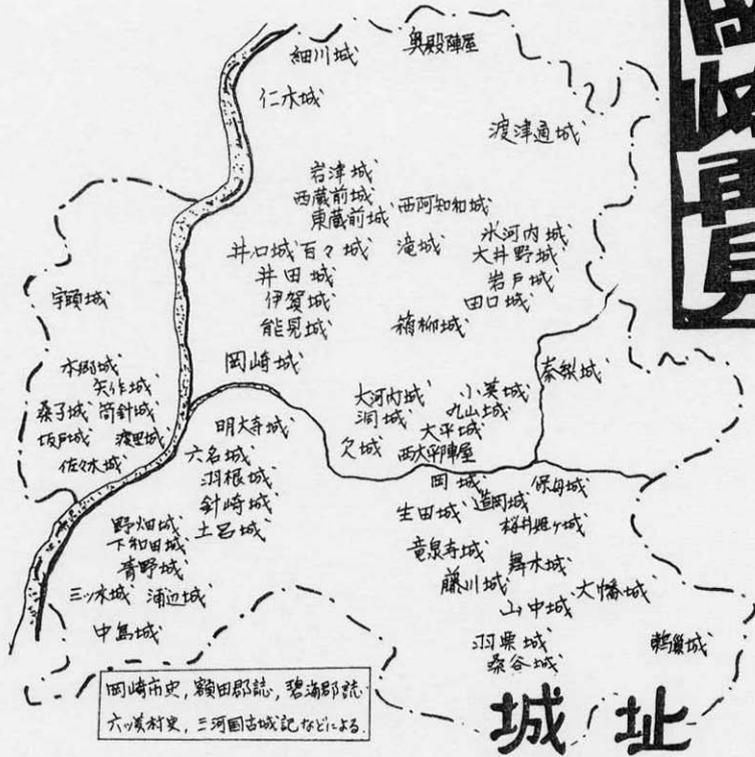 細川城
奥殿陣屋
仁木城
渡津通城
岩津城
西蔵前城
東蔵前城
西阿知和城
氷河内城
大井野城
岩戸城
田口城
井口城
百々城
滝城
井田城
伊賀城
能見城
箱柳城
岡崎城
宇頭城
本郷城
矢作城
桑子城
筒針城
坂戸城
渡里城
佐々木城
明大寺城
六名城
羽根城
針崎城
土呂城
大河内城
洞城
欠城
小美城
丸山城
大平城
西大平陣屋
秦梨城
岡城
生田城
道岡城
保母城
桜井姫ヶ城
竜泉寺城
舞木城
藤川城
山中城
大幡城
羽栗城
桑谷城
野畑城
下和田城
青野城
三ツ木城
浦辺城
中島城
岡崎市史, 額田郡誌, 碧海郡誌
六ツ美村史, 三河国古城記などによる.
城址